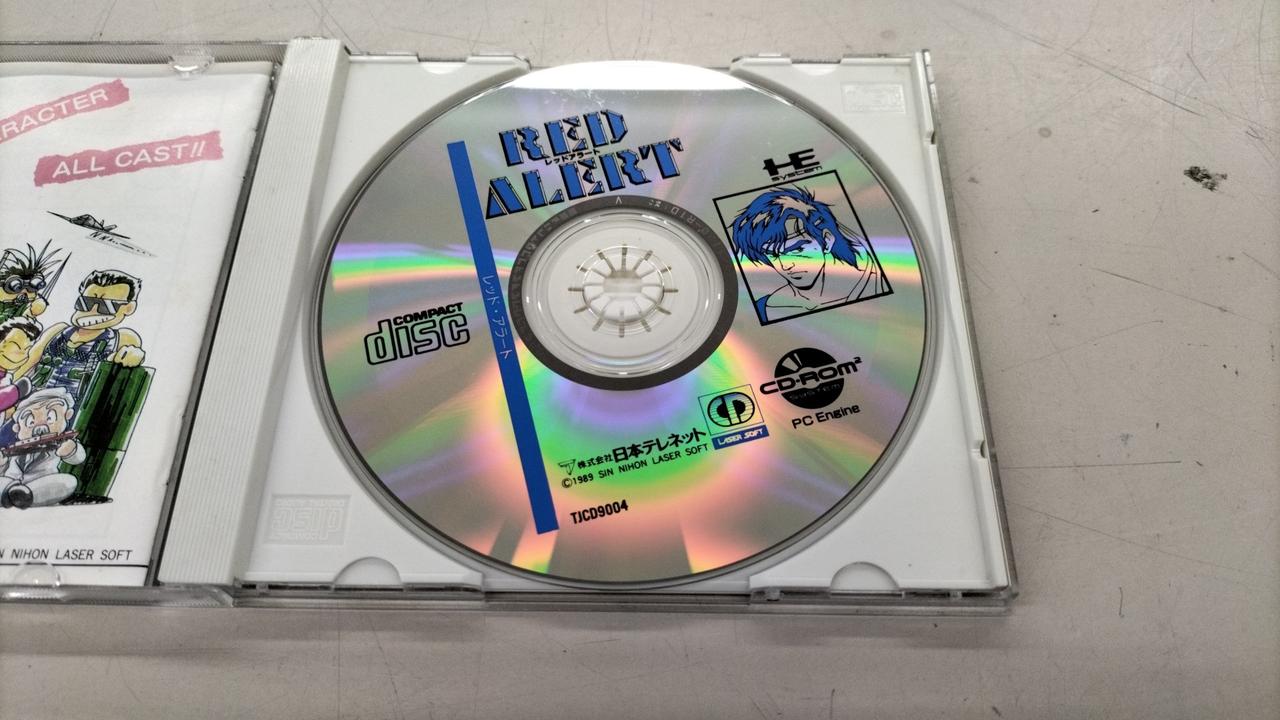 RACTER
ALL CAST!!
N NIHON LASER SOFT
RED
レッドアラート
ALERT
HE
system
レッド・アラート
COMPACT
disc
CD-ROM²
SYSTEM
PC Engine
CD
LASER SOFT
株式会社日本テレネット
©1989 SIN NIHON LASER SOFT
TJCD9004